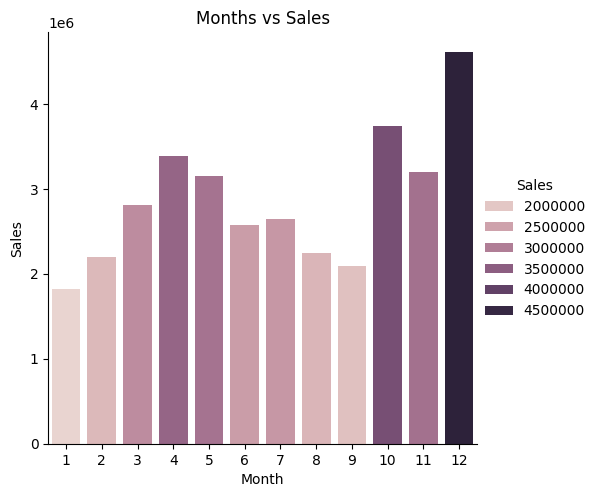 Months vs Sales
1e6
4
3
2
1
0
Sales
1 2 3 4 5 6 7 8 9 10 11 12
Month
Sales
2000000
2500000
3000000
3500000
4000000
4500000